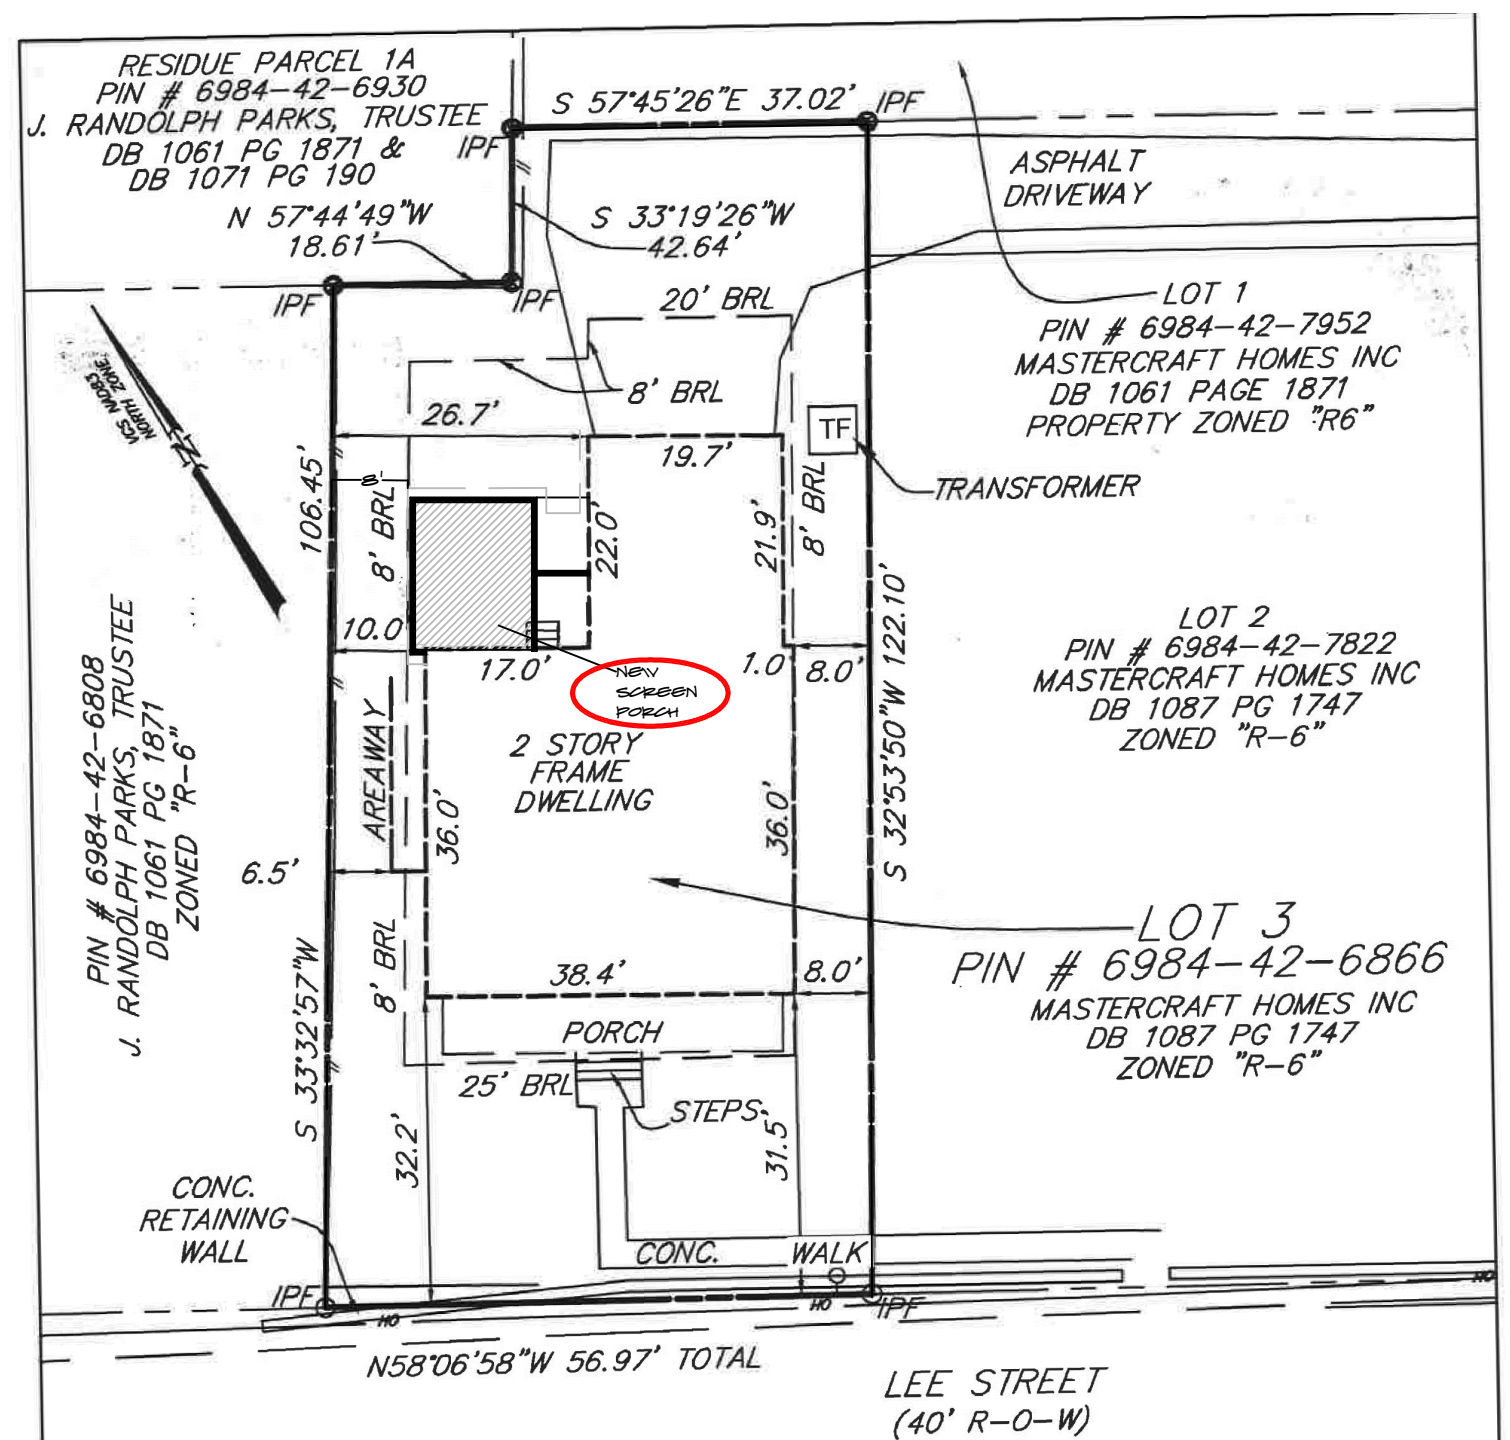 RESIDUE PARCEL 1A
PIN # 6984-42-6930
J. RANDOLPH PARKS, TRUSTEE
DB 1061 PG 1871 &
DB 1071 PG 190
S 57°45'26"E 37.02'
IPF
IPF
N 57°44'49"W
18.61'
S 33°19'26"W
42.64'
ASPHALT
DRIVEWAY
IPF
IPF
20' BRL
8' BRL
LOT 1
PIN # 6984-42-7952
MASTERCRAFT HOMES INC
DB 1061 PAGE 1871
PROPERTY ZONED "R6"
VCS NAD83
NORTH ZONE,
26.7'
19.7'
TF
TRANSFORMER
106.45'
8'
8' BRL
22.0'
21.9'
8' BRL
10.0
17.0'
1.0'
8.0'
NEW
SCREEN
PORCH
S 32°53'50"W 122.10'
LOT 2
PIN # 6984-42-7822
MASTERCRAFT HOMES INC
DB 1087 PG 1747
ZONED "R-6"
PIN # 6984-42-6808
J. RANDOLPH PARKS, TRUSTEE
DB 1061 PG 1871
ZONED "R-6"
AREAWAY
2 STORY
FRAME
DWELLING
36.0'
36.0'
6.5'
LOT 3
PIN # 6984-42-6866
MASTERCRAFT HOMES INC
DB 1087 PG 1747
ZONED "R-6"
S 33°32'57"W
8' BRL
38.4'
8.0'
PORCH
25' BRL
STEPS
32.2'
31.5'
CONC.
RETAINING
WALL
CONC. WALK
IPF
IPF
HO
HO
HO
N58°06'58"W 56.97' TOTAL
LEE STREET
(40' R-O-W)